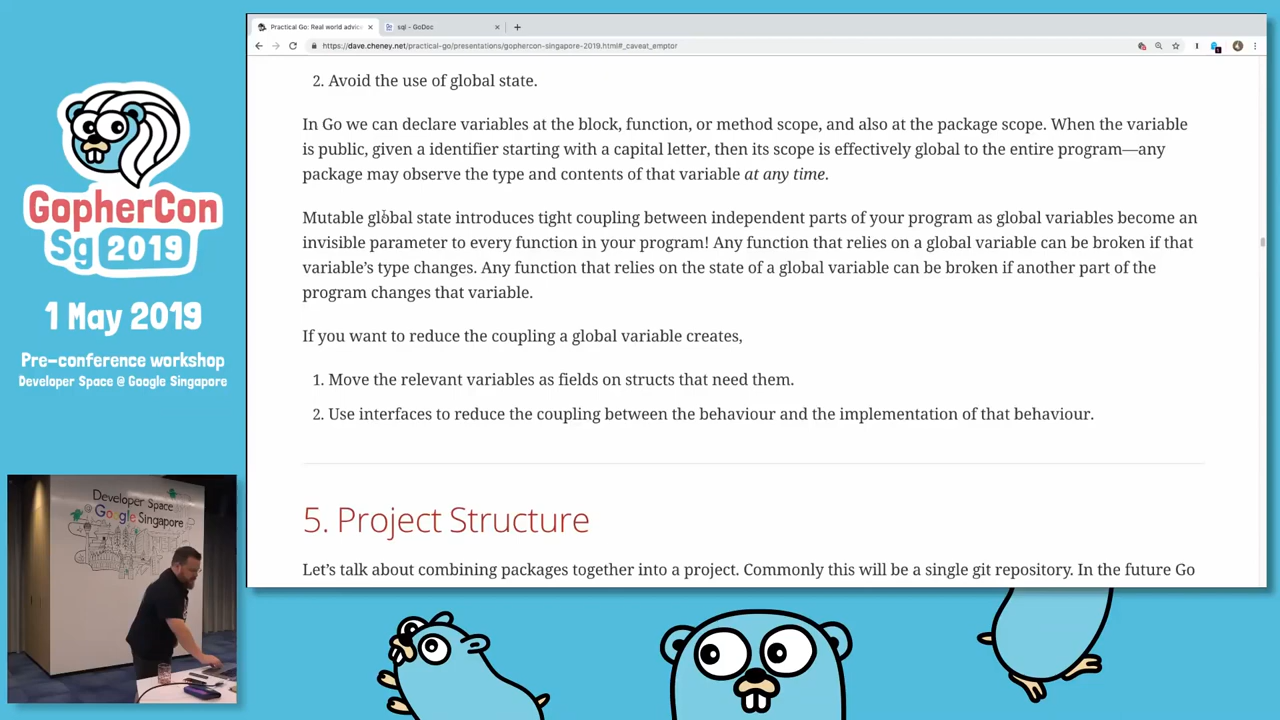 Practical Go: Real world advic
sql - GoDoc
https://dave.cheney.net/practical-go/presentations/gophercon-singapore-2019.html#_caveat_emptor
2. Avoid the use of global state.
In Go we can declare variables at the block, function, or method scope, and also at the package scope. When the variable
is public, given a identifier starting with a capital letter, then its scope is effectively global to the entire program—any
package may observe the type and contents of that variable at any time.
Mutable global state introduces tight coupling between independent parts of your program as global variables become an
invisible parameter to every function in your program! Any function that relies on a global variable can be broken if that
variable’s type changes. Any function that relies on the state of a global variable can be broken if another part of the
program changes that variable.
If you want to reduce the coupling a global variable creates,
1. Move the relevant variables as fields on structs that need them.
2. Use interfaces to reduce the coupling between the behaviour and the implementation of that behaviour.
5. Project Structure
Let’s talk about combining packages together into a project. Commonly this will be a single git repository. In the future Go
GopherCon
Sg 2019
1 May 2019
Pre-conference workshop
Developer Space @ Google Singapore
Developer Space
@ Google Singapore